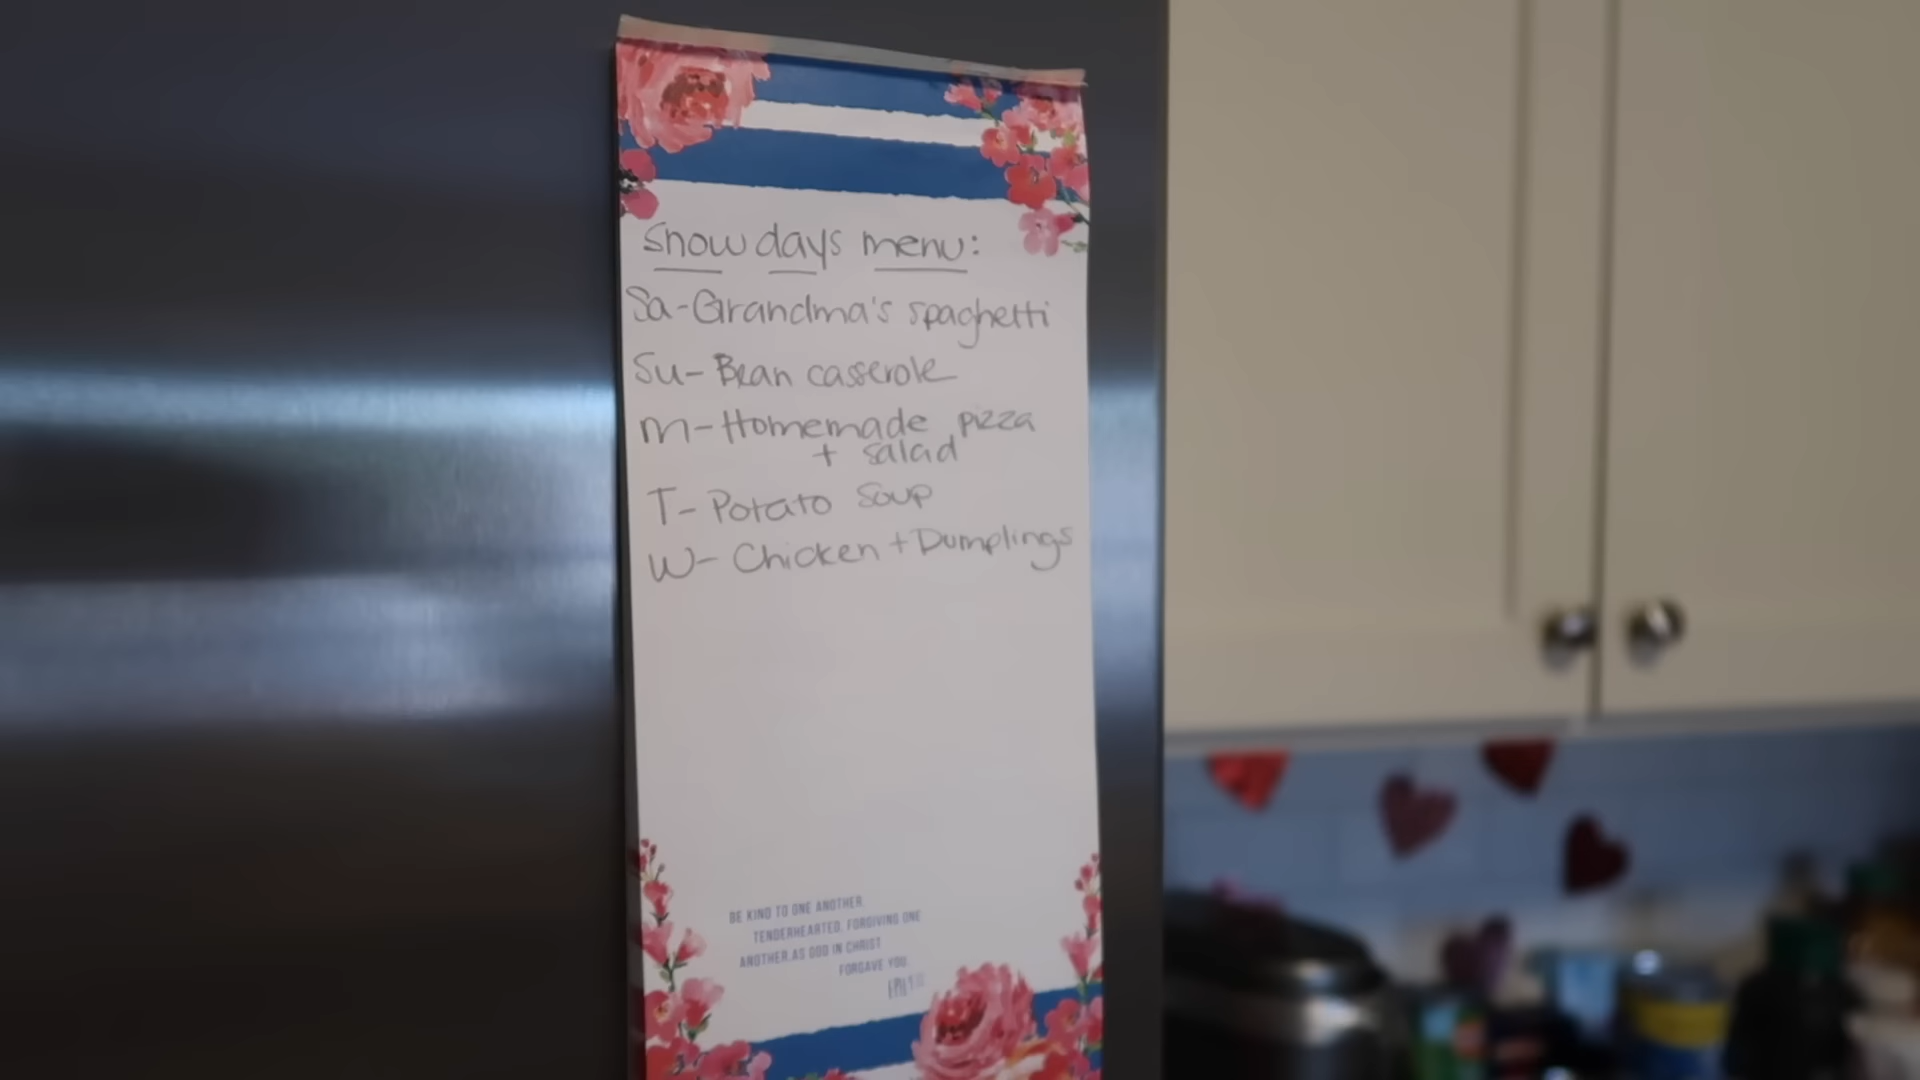 Snow days menu:
Sa-Grandma's spaghetti
Su- Bean casserole
M-Homemade pizza
+ salad
T- Potato Soup
W- Chicken + Dumplings
BE KIND TO ONE ANOTHER,
TENDERHEARTED, FORGIVING ONE
ANOTHER, AS GOD IN CHRIST
FORGAVE YOU.